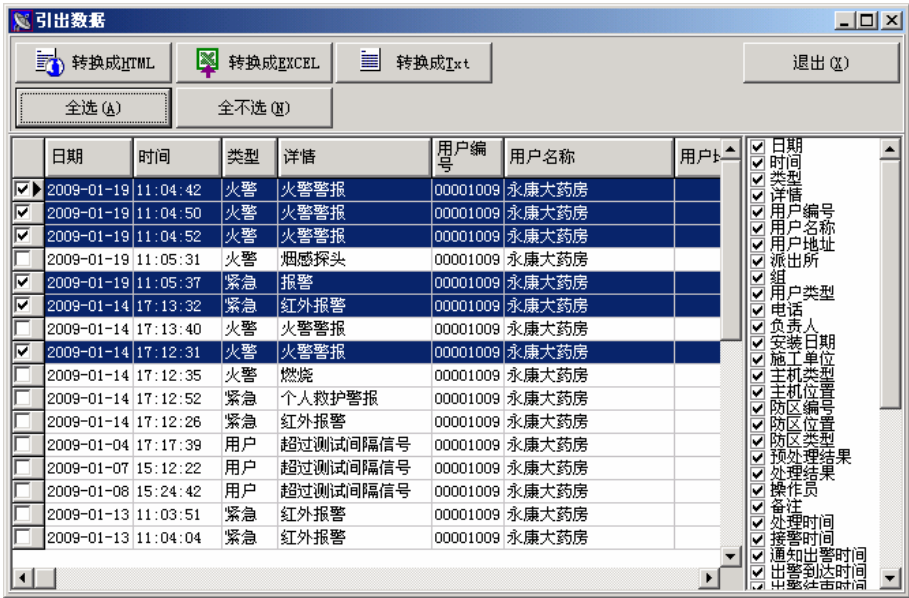 引出数据
转换成HTML 转换成EXCEL 转换成Txt 退出(X)
全选(A) 全不选(N)
日期 时间 类型 详情 用户编号 用户名称
2009-01-19 11:04:42 火警 火警警报 00001009 永康大药房
2009-01-19 11:04:50 火警 火警警报 00001009 永康大药房
2009-01-19 11:04:52 火警 火警警报 00001009 永康大药房
2009-01-19 11:05:31 火警 烟感探头 00001009 永康大药房
2009-01-19 11:05:37 紧急 报警 00001009 永康大药房
2009-01-14 17:13:32 紧急 红外报警 00001009 永康大药房
2009-01-14 17:13:40 火警 火警警报 00001009 永康大药房
2009-01-14 17:12:31 火警 火警警报 00001009 永康大药房
2009-01-14 17:12:35 火警 燃烧 00001009 永康大药房
2009-01-14 17:12:52 紧急 个人救护警报 00001009 永康大药房
2009-01-14 17:12:26 紧急 红外报警 00001009 永康大药房
2009-01-04 17:17:39 用户 超过测试间隔信号 00001009 永康大药房
2009-01-07 15:12:22 用户 超过测试间隔信号 00001009 永康大药房
2009-01-08 15:24:42 用户 超过测试间隔信号 00001009 永康大药房
2009-01-13 11:03:51 紧急 红外报警 00001009 永康大药房
2009-01-13 11:04:04 紧急 红外报警 00001009 永康大药房
日期
时间
类型
详情
用户编号
用户名称
用户地址
派出所
组
用户类型
电话
负责人
安装日期
施工单位
主机类型
主机位置
防区编号
防区位置
防区类型
预处理结果
处理结果
操作员
备注
处理时间
接警时间
通知出警时间
出警到达时间
出警结束时间